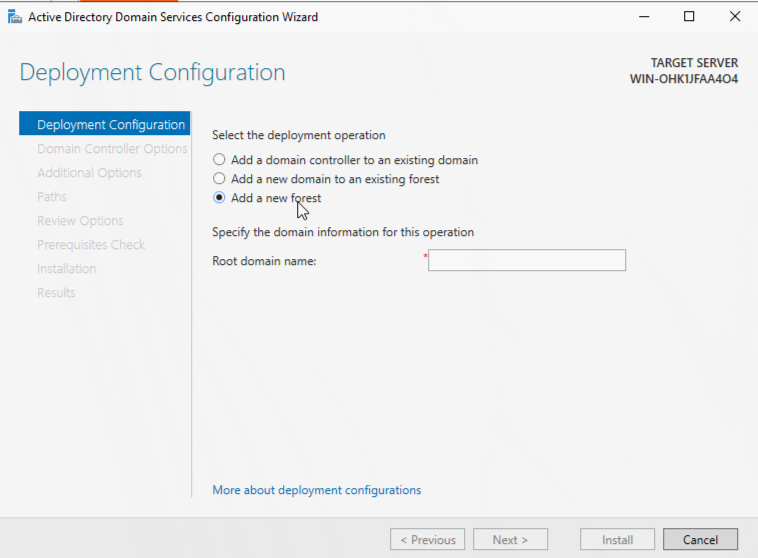 Active Directory Domain Services Configuration Wizard
Deployment Configuration
TARGET SERVER
WIN-OHK1JFAA4O4
Deployment Configuration
Domain Controller Options
Additional Options
Paths
Review Options
Prerequisites Check
Installation
Results
Select the deployment operation
Add a domain controller to an existing domain
Add a new domain to an existing forest
Add a new forest
Specify the domain information for this operation
Root domain name:
*
More about deployment configurations
< Previous
Next >
Install
Cancel